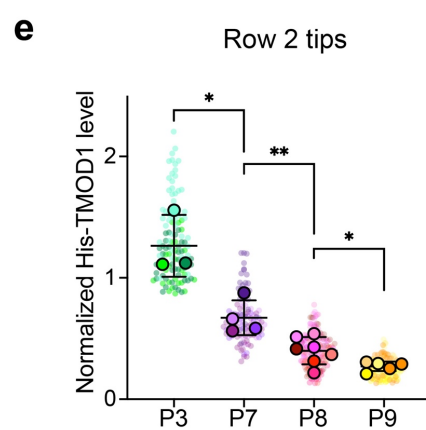 e
Row 2 tips
Normalized His-TMOD1 level
*
**
*
2
1
0
P3 P7 P8 P9